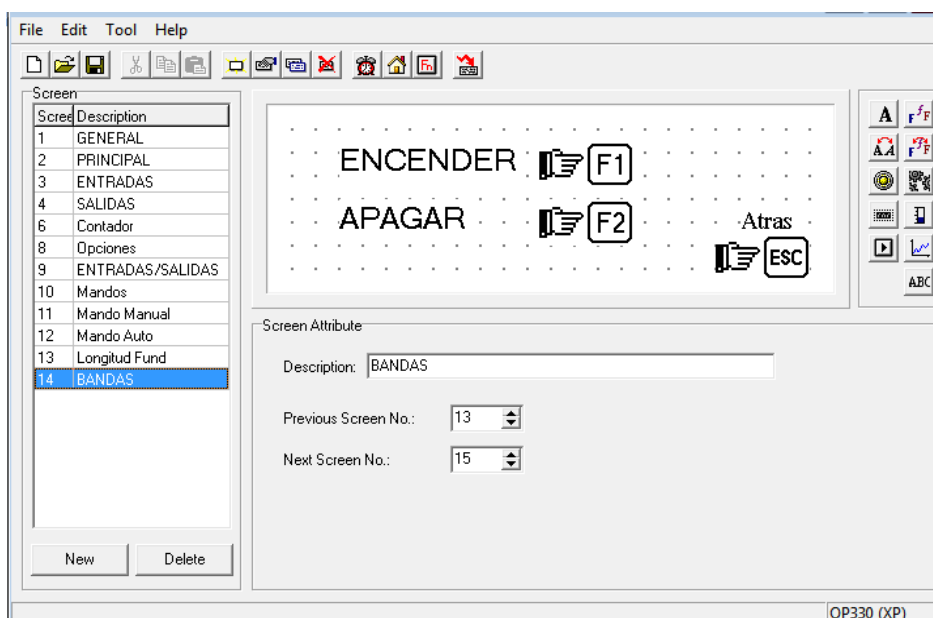 File Edit Tool Help
Screen
Scree Description
1 GENERAL
2 PRINCIPAL
3 ENTRADAS
4 SALIDAS
6 Contador
8 Opciones
9 ENTRADAS/SALIDAS
10 Mandos
11 Mando Manual
12 Mando Auto
13 Longitud Fund
14 BANDAS
New Delete
ENCENDER F1
APAGAR F2
Atras
ESC
Screen Attribute
Description: BANDAS
Previous Screen No.: 13
Next Screen No.: 15
A F f F
A A F F
ABC
Fn
OP330 (XP)